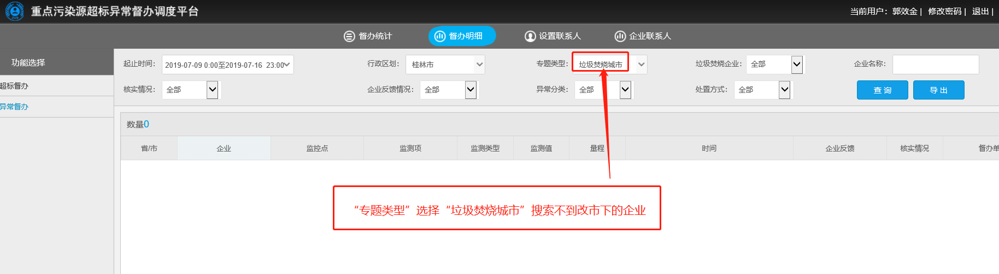 重点污染源超标异常督办调度平台
当前用户：郭效金 | 修改密码 | 退出 |
督办统计 督办明细 设置联系人 企业联系人
功能选择
超标督办
异常督办
起止时间： 2019-07-09 0:00至2019-07-16 23:00 行政区划： 桂林市 专题类型： 垃圾焚烧城市 垃圾焚烧企业： 全部 企业名称：
核实情况： 全部 企业反馈情况： 全部 异常分类： 全部 处置方式： 全部 查 询 导 出
数量0
省/市 企业 监控点 监测项 监测类型 监测值 量程 时间 企业反馈 核实情况 督办单
“专题类型”选择“垃圾焚烧城市”搜索不到改市下的企业